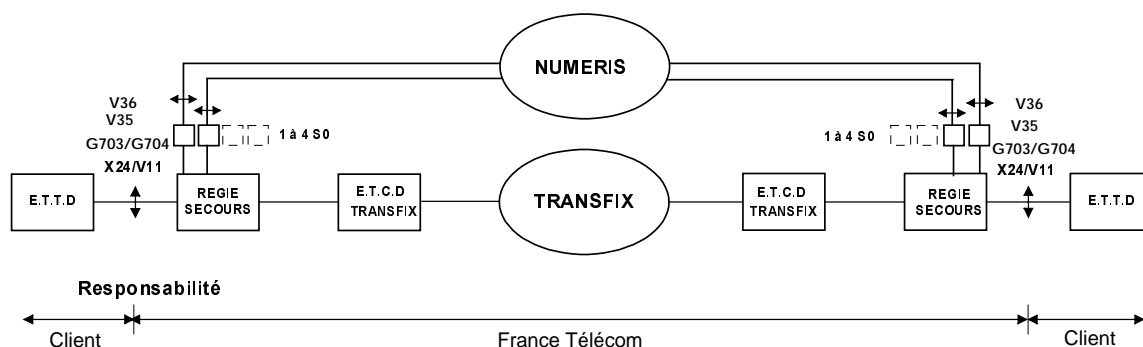 NUMERIS
V36
V35
G703/G704
X24/V11
1 à 4 S0
1 à 4 S0
V36
V35
G703/G704
X24/V11
E.T.T.D
REGIE
SECOURS
E.T.C.D
TRANSFIX
TRANSFIX
E.T.C.D
TRANSFIX
REGIE
SECOURS
E.T.T.D
Responsabilité
Client
France Télécom
Client